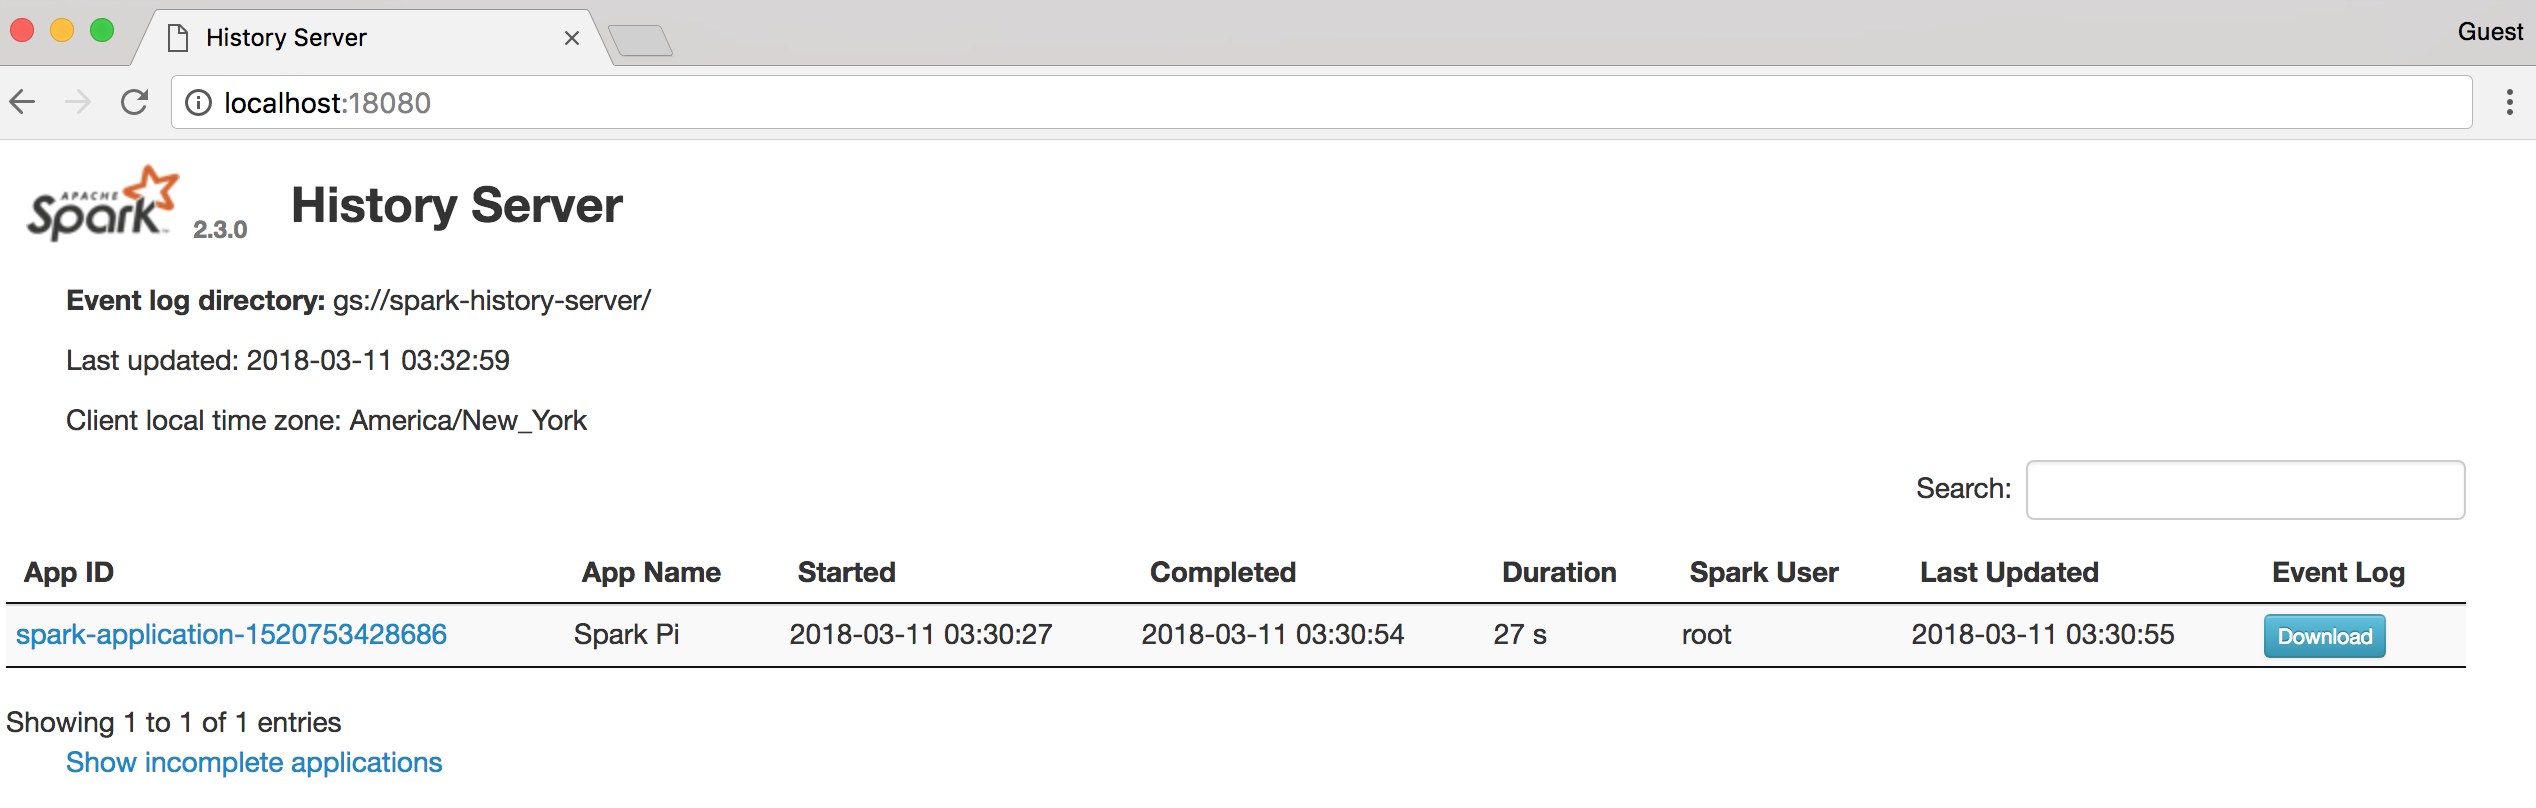 History Server
Guest
localhost:18080
APACHE
Spark™ 2.3.0 History Server
Event log directory: gs://spark-history-server/
Last updated: 2018-03-11 03:32:59
Client local time zone: America/New_York
Search:
App ID App Name Started Completed Duration Spark User Last Updated Event Log
spark-application-1520753428686 Spark Pi 2018-03-11 03:30:27 2018-03-11 03:30:54 27 s root 2018-03-11 03:30:55 Download
Showing 1 to 1 of 1 entries
Show incomplete applications